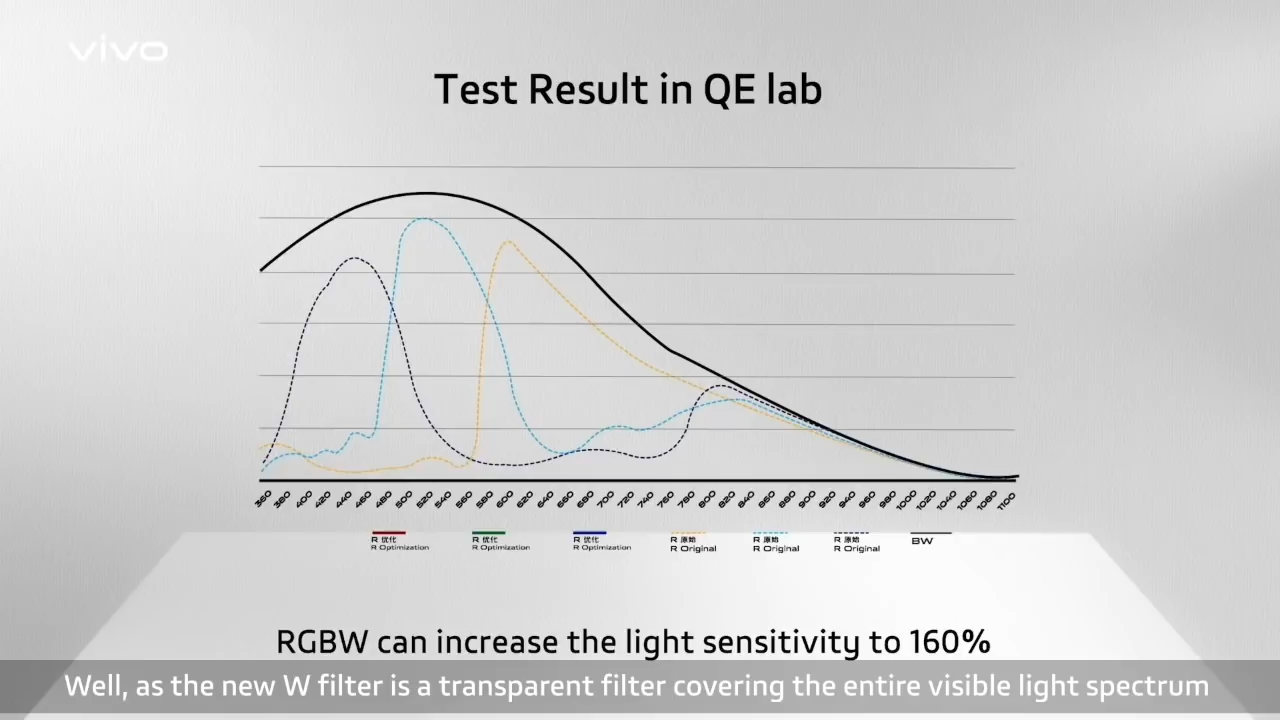 vivo
Test Result in QE lab
360 380 400 420 440 460 480 500 520 540 560 580 600 620 640 660 680 700 720 740 760 780 800 820 840 860 880 900 920 940 960 980 1000 1020 1040 1060 1080 1100
R 优化 R 优化 R 优化 R 原始 R 原始 R 原始 BW
R Optimization R Optimization R Optimization R Original R Original R Original
RGBW can increase the light sensitivity to 160%
Well, as the new W filter is a transparent filter covering the entire visible light spectrum